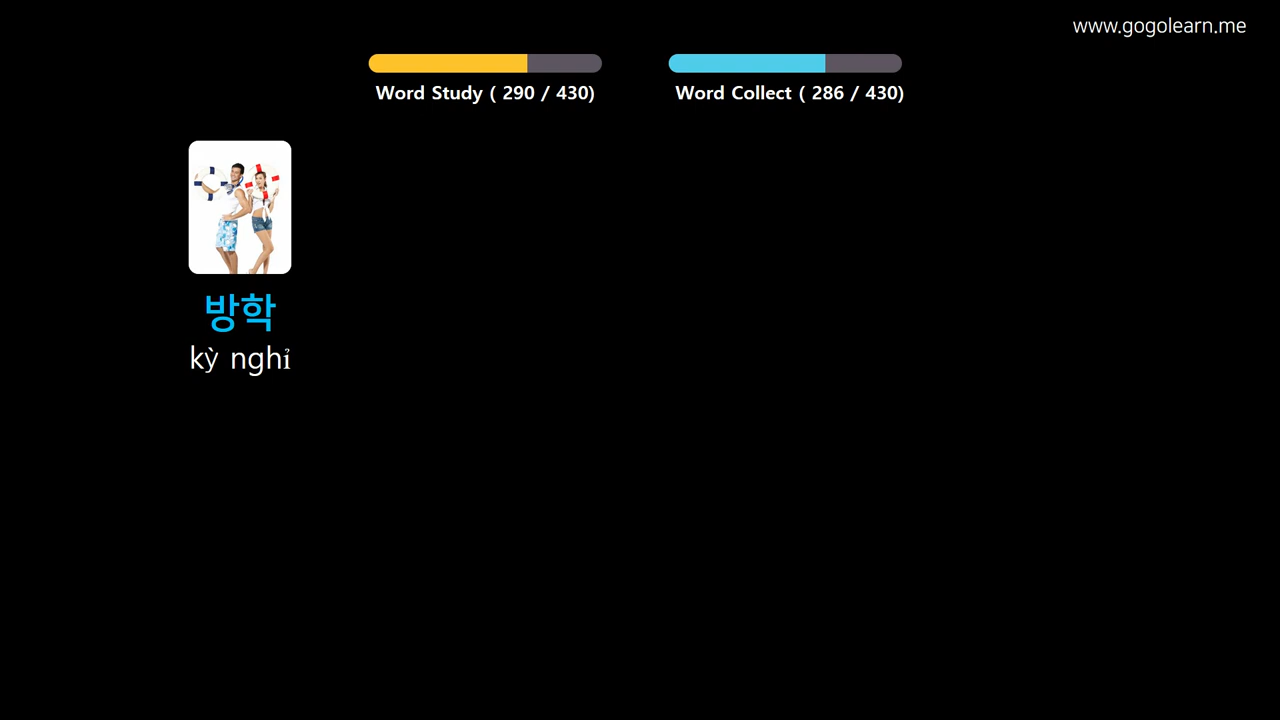 www.gogolearn.me
Word Study ( 290 / 430)
Word Collect ( 286 / 430)
방학
kỳ nghỉ